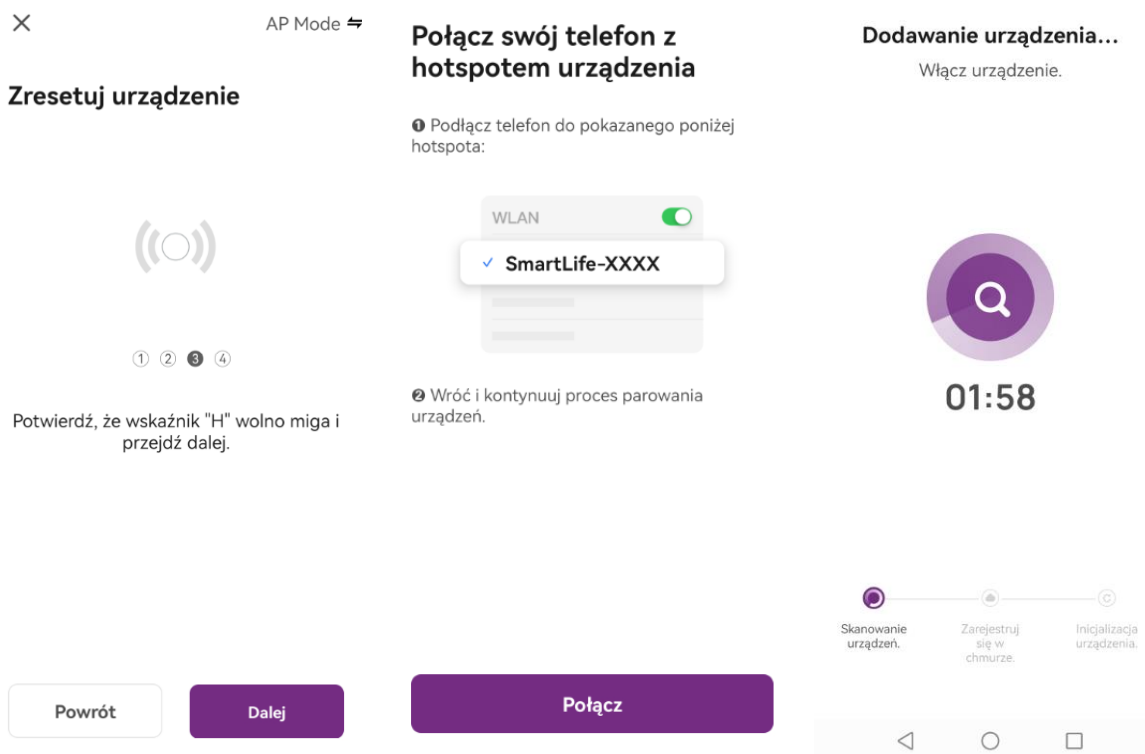 AP Mode
Zresetuj urządzenie
1 2 3 4
Potwierdź, że wskaźnik "H" wolno miga i
przejdź dalej.
Powrót
Dalej
Połącz swój telefon z
hotspotem urządzenia
❶ Podłącz telefon do pokazanego poniżej
hotspota:
WLAN
SmartLife-XXXX
❷ Wróć i kontynuuj proces parowania
urządzeń.
Połącz
Dodawanie urządzenia...
Włącz urządzenie.
01:58
Skanowanie
urządzeń.
Zarejestruj
się w
chmurze.
Inicjalizacja
urządzenia.